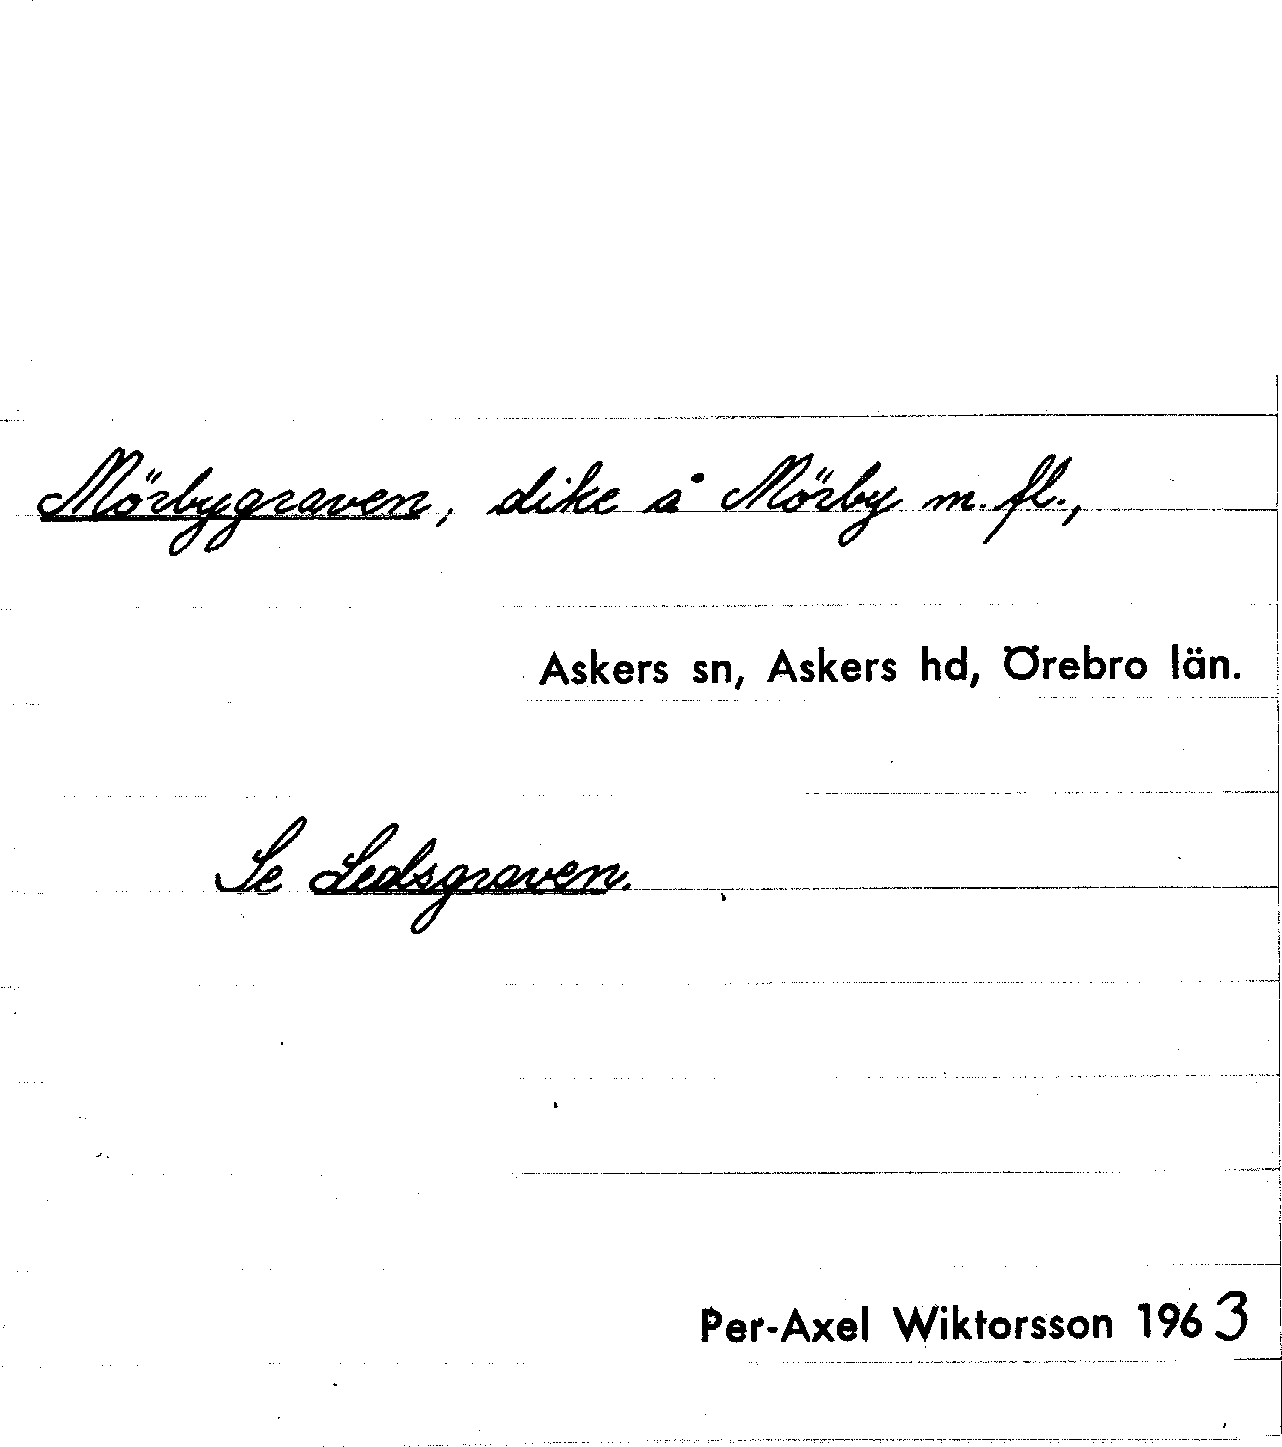 Mörbygraven, dike å Mörby m.fl.,
Askers sn, Askers hd, Örebro län.
Se Ledsgraven.
Per-Axel Wiktorsson 1963